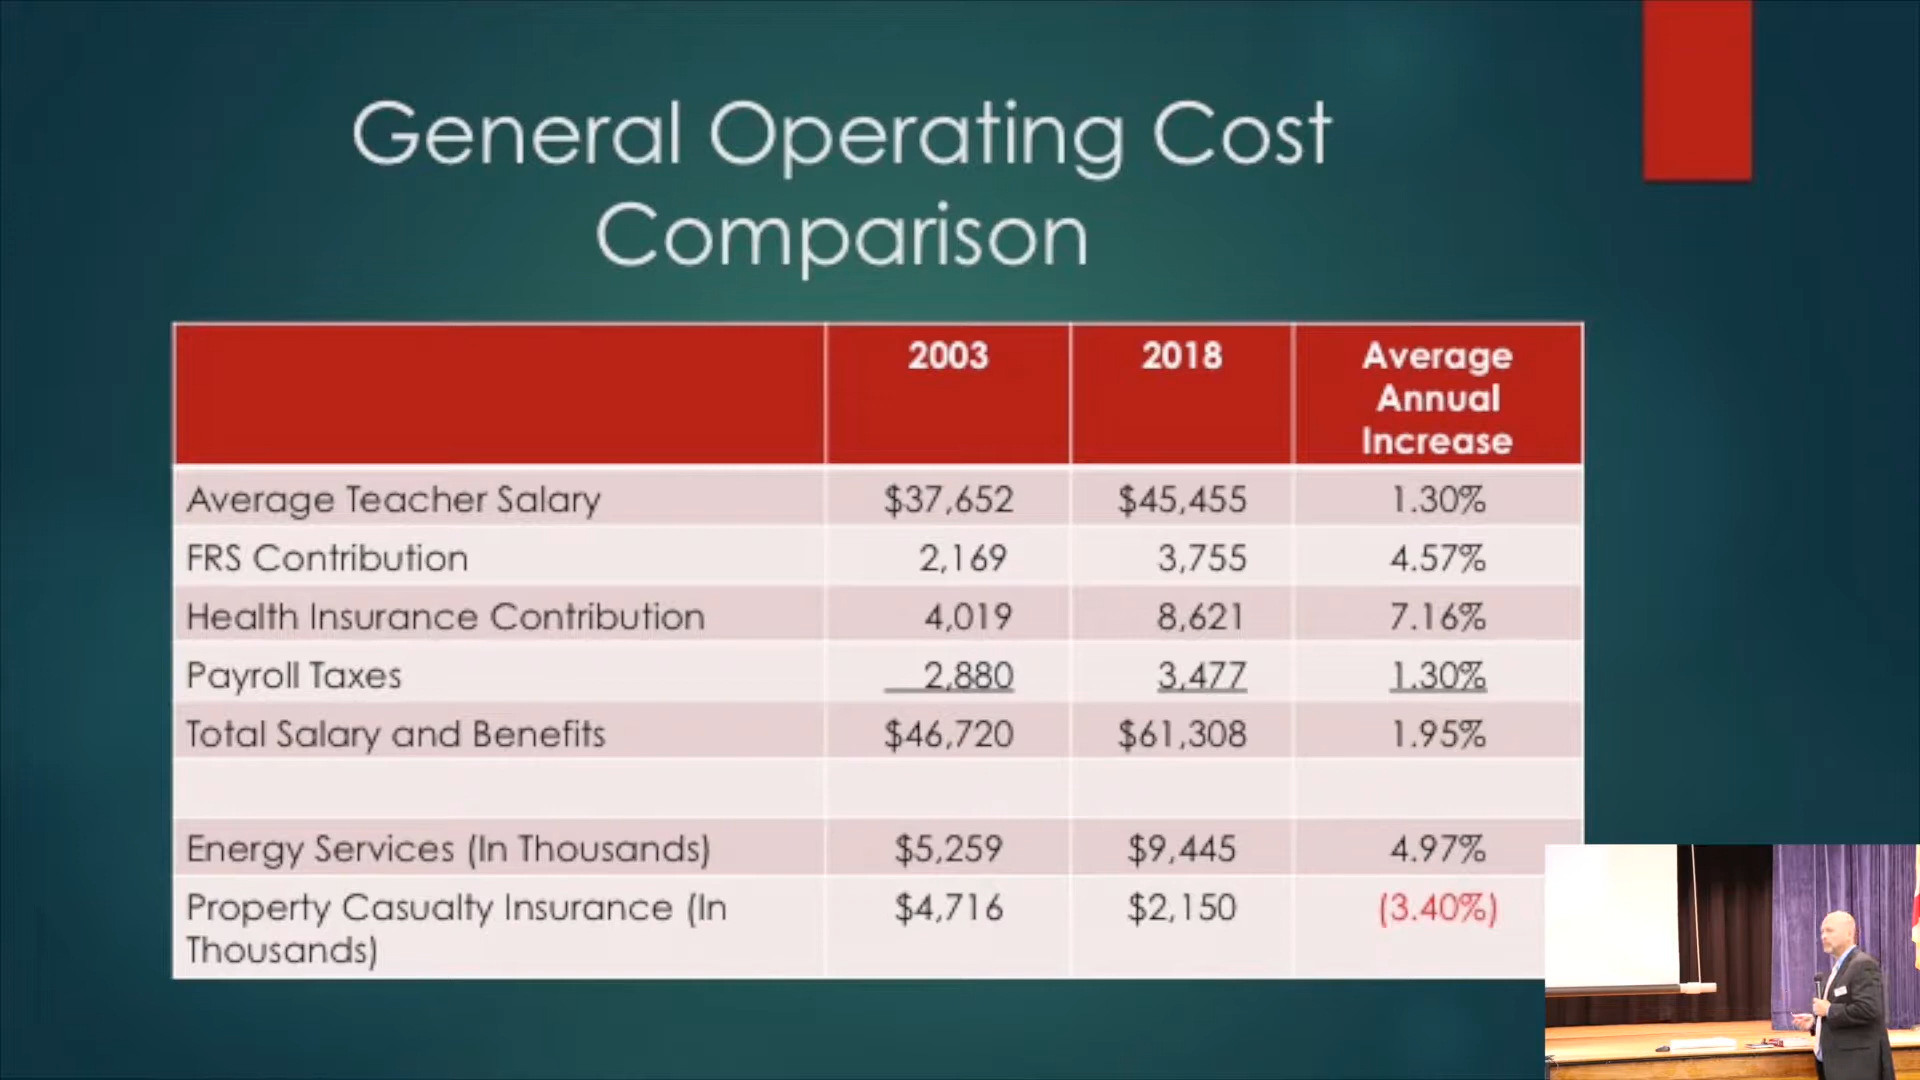 General Operating Cost
Comparison
2003 2018 Average
Annual
Increase
Average Teacher Salary $37,652 $45,455 1.30%
FRS Contribution 2,169 3,755 4.57%
Health Insurance Contribution 4,019 8,621 7.16%
Payroll Taxes 2,880 3,477 1.30%
Total Salary and Benefits $46,720 $61,308 1.95%
Energy Services (In Thousands) $5,259 $9,445 4.97%
Property Casualty Insurance (In $4,716 $2,150 (3.40%)
Thousands)